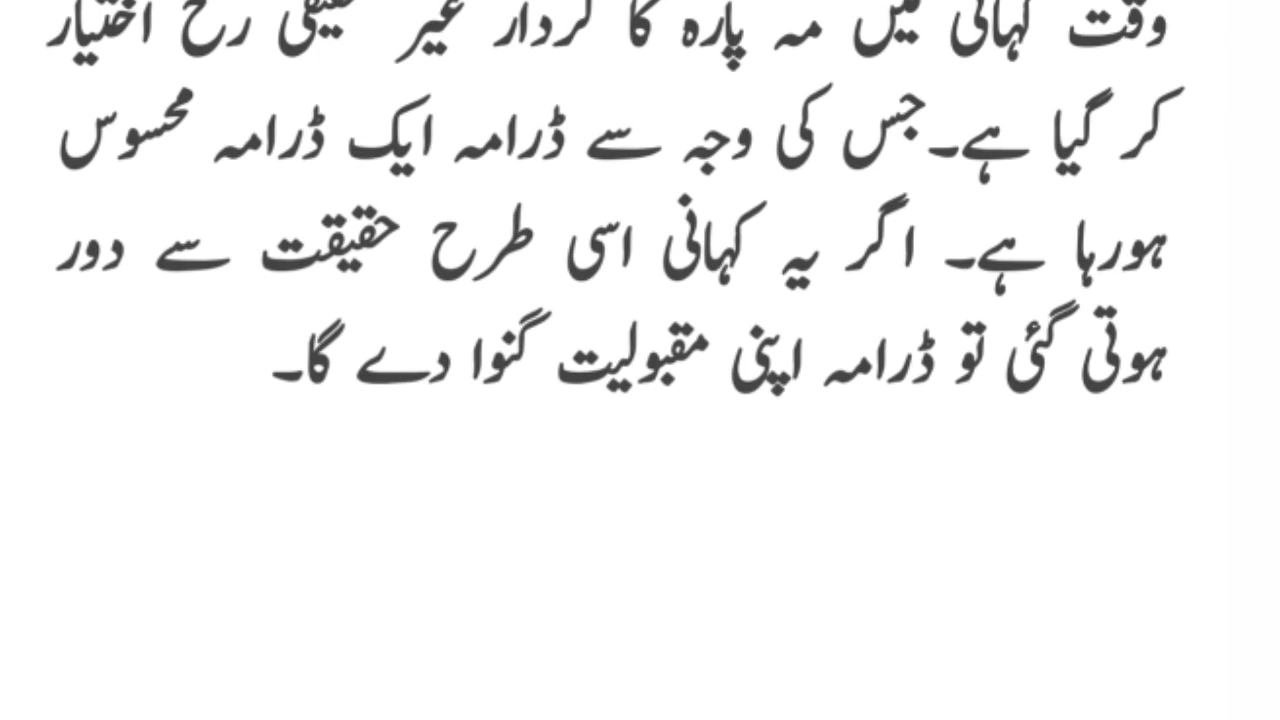 وقت کہانی میں مہ پارہ کا کردار غیر حقیقی رخ اختیار
کر گیا ہے۔جس کی وجہ سے ڈرامہ ایک ڈرامہ محسوس
ہورہا ہے۔ اگر یہ کہانی اسی طرح حقیقت سے دور
ہوتی گئی تو ڈرامہ اپنی مقبولیت گنوا دے گا۔